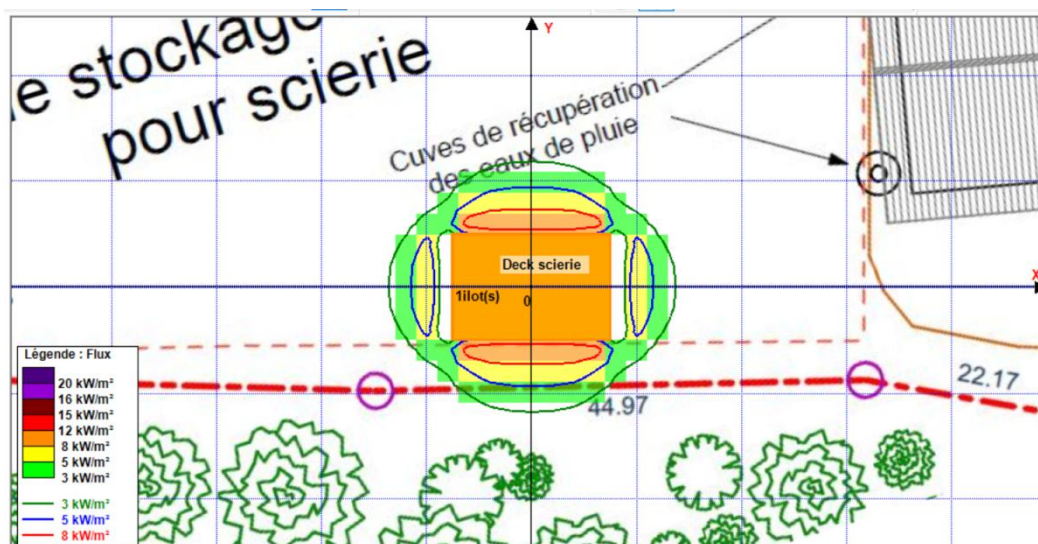 le stockage
pour scierie
Y
Cuves de récupération
des eaux de pluie
Deck scierie
1ilot(s)
0
X
Légende : Flux
20 kW/m²
16 kW/m²
15 kW/m²
12 kW/m²
8 kW/m²
5 kW/m²
3 kW/m²
3 kW/m²
5 kW/m²
8 kW/m²
44.97
22.17